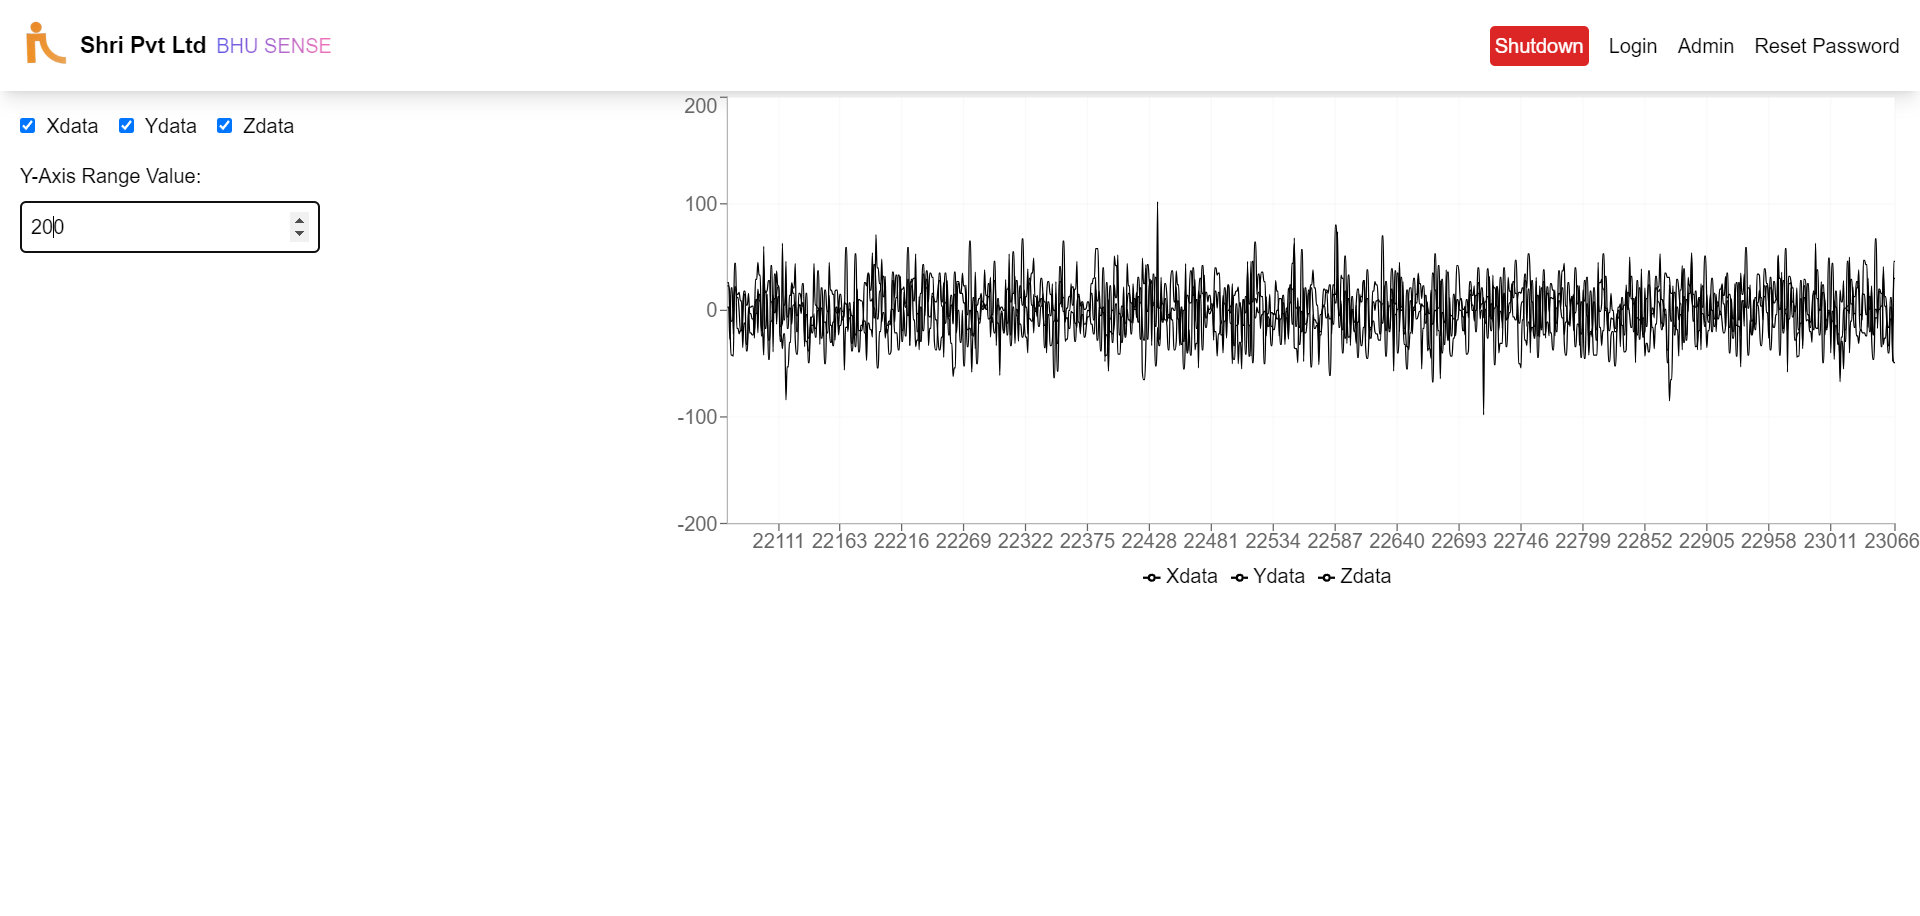 Shri Pvt Ltd BHU SENSE
Shutdown Login Admin Reset Password
Xdata Ydata Zdata
Y-Axis Range Value:
200
200
100
0
-100
-200
22111 22163 22216 22269 22322 22375 22428 22481 22534 22587 22640 22693 22746 22799 22852 22905 22958 23011 23066
Xdata Ydata Zdata